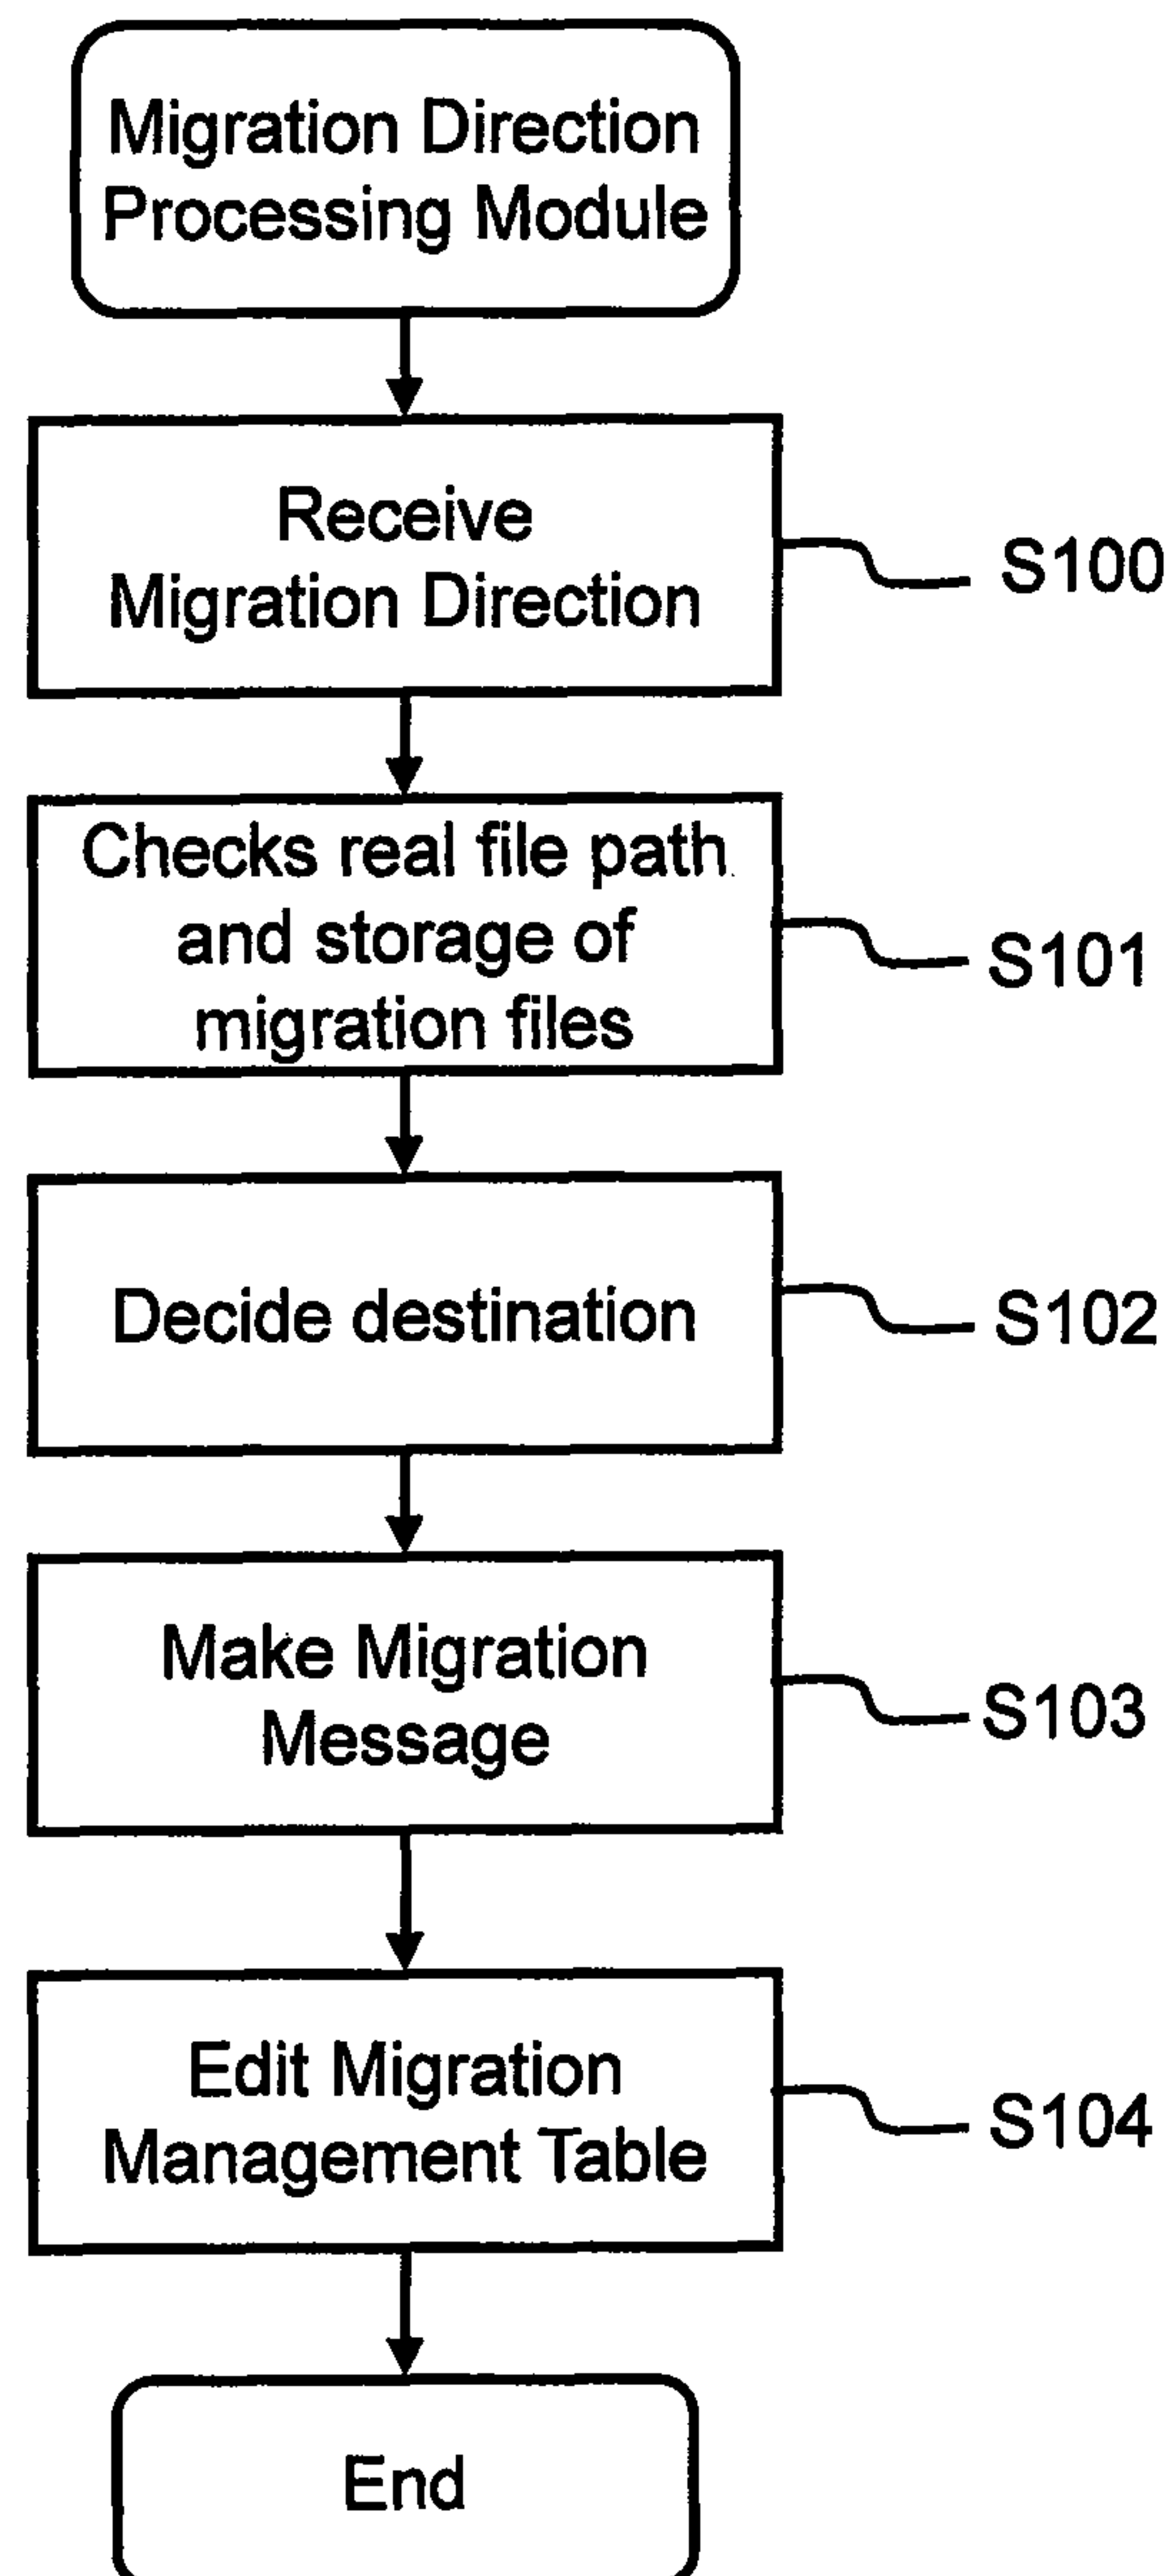 Migration Direction
Processing Module
Receive
Migration Direction
S100
Checks real file path
and storage of
migration files
S101
Decide destination
S102
Make Migration
Message
S103
Edit Migration
Management Table
S104
End